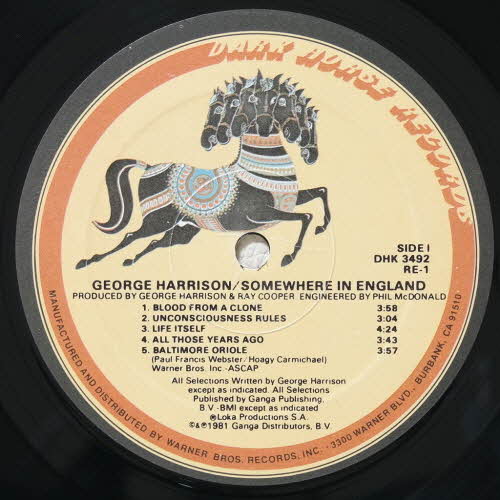 DARK HORSE RECORDS
SIDE I
DHK 3492
RE-1
GEORGE HARRISON/SOMEWHERE IN ENGLAND
PRODUCED BY GEORGE HARRISON & RAY COOPER ENGINEERED BY PHIL McDONALD
1. BLOOD FROM A CLONE 3:58
2. UNCONSCIOUSNESS RULES 3:04
3. LIFE ITSELF 4:24
4. ALL THOSE YEARS AGO 3:43
5. BALTIMORE ORIOLE 3:57
(Paul Francis Webster/Hoagy Carmichael)
Warner Bros. Inc.-ASCAP
All Selections Written by George Harrison
except as indicated. All Selections
Published by Ganga Publishing,
B.V.-BMI except as indicated
℗Loka Productions S.A.
©&℗1981 Ganga Distributors, B.V.
MANUFACTURED AND DISTRIBUTED BY WARNER BROS. RECORDS, INC. · 3300 WARNER BLVD., BURBANK, CA 91510